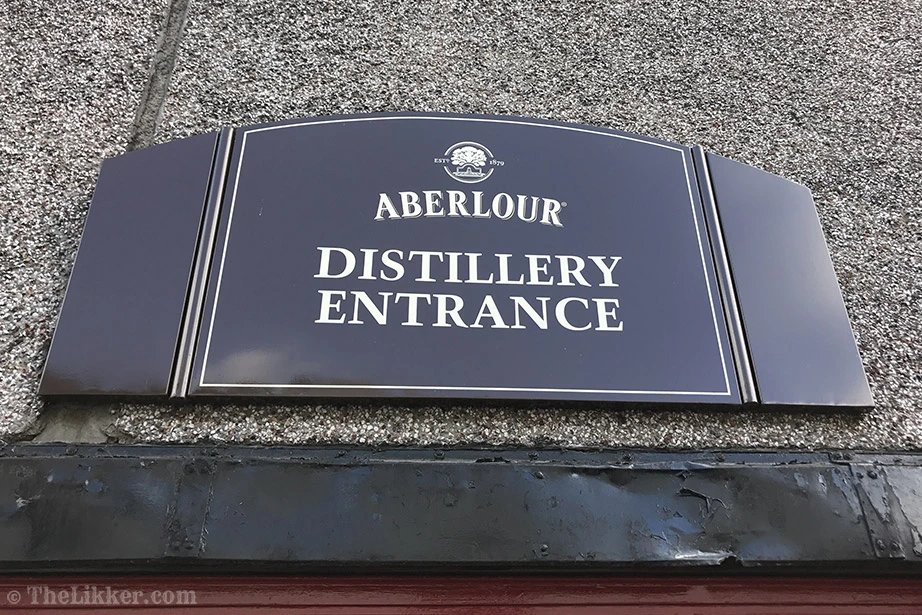 ESTD 1879
ABERLOUR®
DISTILLERY
ENTRANCE
© TheLikker.com